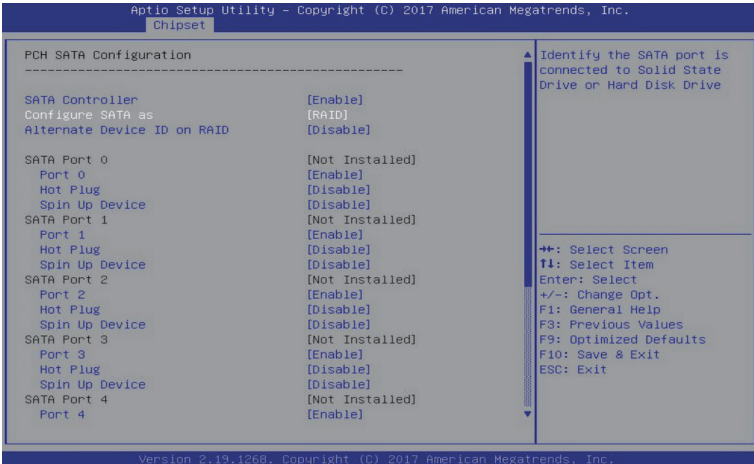 Aptio Setup Utility – Copyright (C) 2017 American Megatrends, Inc.
Chipset
PCH SATA Configuration
--------------------------------------------------
SATA Controller [Enable]
Configure SATA as [RAID]
Alternate Device ID on RAID [Disable]
SATA Port 0 [Not Installed]
Port 0 [Enable]
Hot Plug [Disable]
Spin Up Device [Disable]
SATA Port 1 [Not Installed]
Port 1 [Enable]
Hot Plug [Disable]
Spin Up Device [Disable]
SATA Port 2 [Not Installed]
Port 2 [Enable]
Hot Plug [Disable]
Spin Up Device [Disable]
SATA Port 3 [Not Installed]
Port 3 [Enable]
Hot Plug [Disable]
Spin Up Device [Disable]
SATA Port 4 [Not Installed]
Port 4 [Enable]
Identify the SATA port is
connected to Solid State
Drive or Hard Disk Drive
→←: Select Screen
↑↓: Select Item
Enter: Select
+/-: Change Opt.
F1: General Help
F3: Previous Values
F9: Optimized Defaults
F10: Save & Exit
ESC: Exit
Version 2.19.1268. Copyright (C) 2017 American Megatrends, Inc.